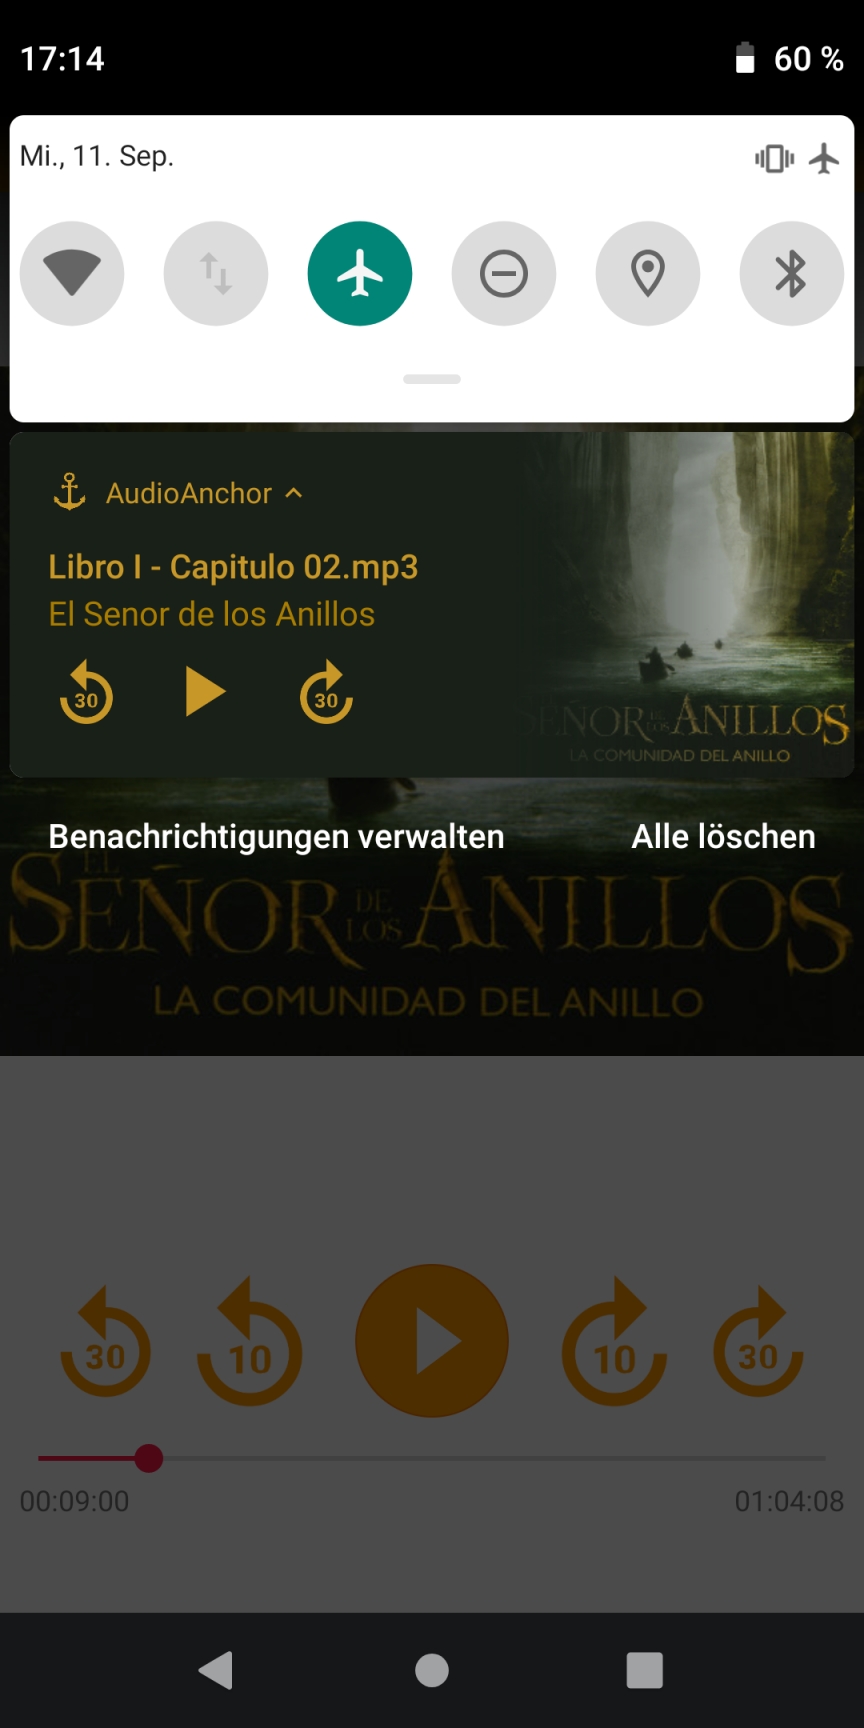 17:14 60 %
Mi., 11. Sep.
AudioAnchor
Libro I - Capitulo 02.mp3
El Senor de los Anillos
30 30
SEÑOR DE LOS ANILLOS
LA COMUNIDAD DEL ANILLO
Benachrichtigungen verwalten Alle löschen
EL
SEÑOR DE LOS ANILLOS
LA COMUNIDAD DEL ANILLO
30 10 10 30
00:09:00 01:04:08